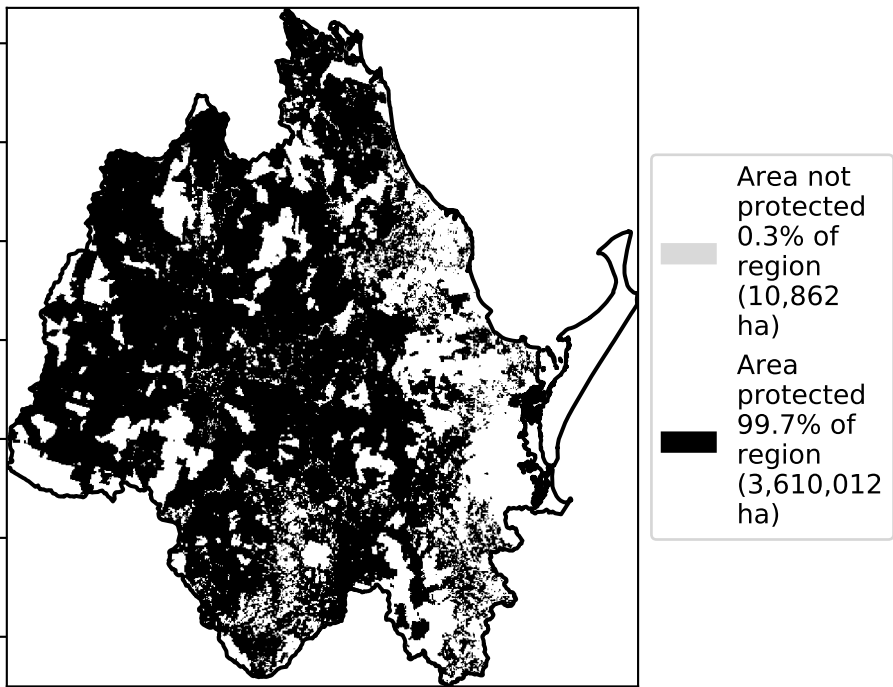 Area not
protected
0.3% of
region
(10,862
ha)
Area
protected
99.7% of
region
(3,610,012
ha)